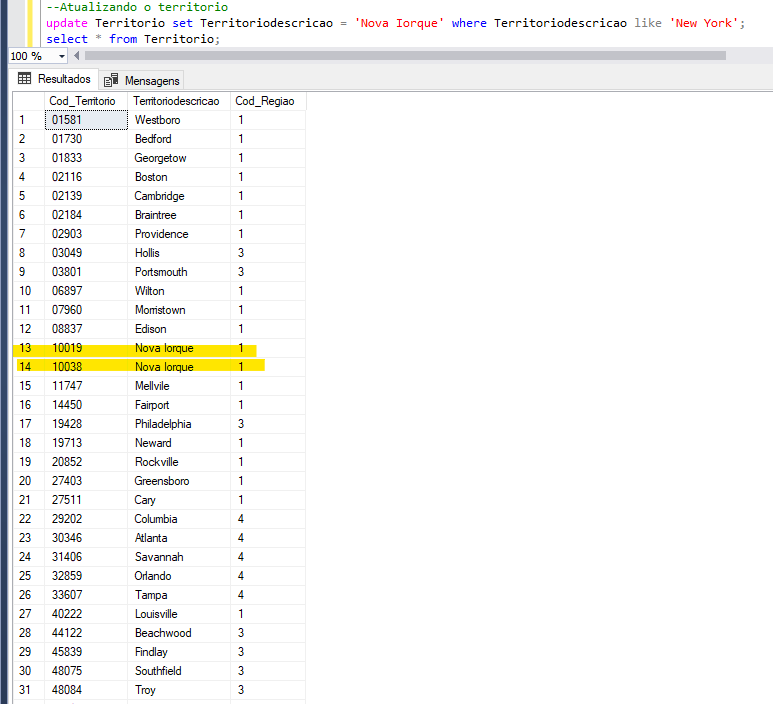 --Atualizando o territorio
update Territorio set Territoriodescricao = 'Nova Iorque' where Territoriodescricao like 'New York';
select * from Territorio;
100 %
Resultados Mensagens
Cod_Territorio Territoriodescricao Cod_Regiao
1 01581 Westboro 1
2 01730 Bedford 1
3 01833 Georgetow 1
4 02116 Boston 1
5 02139 Cambridge 1
6 02184 Braintree 1
7 02903 Providence 1
8 03049 Hollis 3
9 03801 Portsmouth 3
10 06897 Wilton 1
11 07960 Morristown 1
12 08837 Edison 1
13 10019 Nova Iorque 1
14 10038 Nova Iorque 1
15 11747 Mellvile 1
16 14450 Fairport 1
17 19428 Philadelphia 3
18 19713 Neward 1
19 20852 Rockville 1
20 27403 Greensboro 1
21 27511 Cary 1
22 29202 Columbia 4
23 30346 Atlanta 4
24 31406 Savannah 4
25 32859 Orlando 4
26 33607 Tampa 4
27 40222 Louisville 1
28 44122 Beachwood 3
29 45839 Findlay 3
30 48075 Southfield 3
31 48084 Troy 3